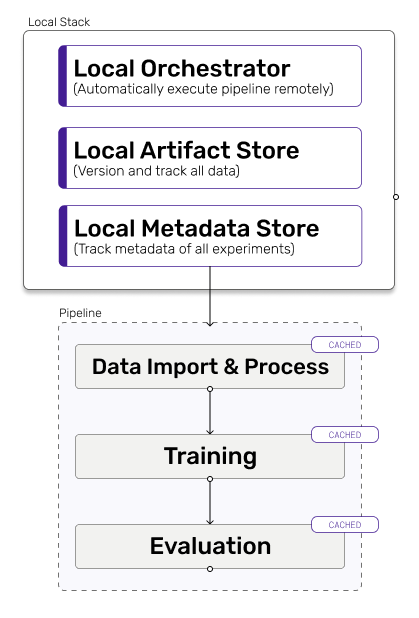 Local Stack
Local Orchestrator
(Automatically execute pipeline remotely)
Local Artifact Store
(Version and track all data)
Local Metadata Store
(Track metadata of all experiments)
Pipeline
CACHED
Data Import & Process
CACHED
Training
CACHED
Evaluation